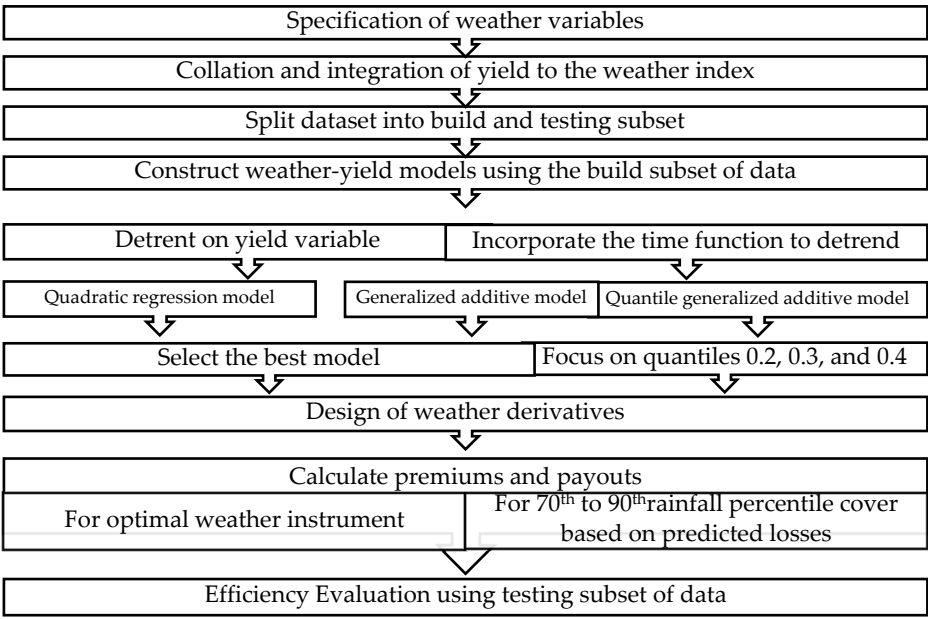 Specification of weather variables
Collation and integration of yield to the weather index
Split dataset into build and testing subset
Construct weather-yield models using the build subset of data
Detrent on yield variable
Incorporate the time function to detrend
Quadratic regression model
Generalized additive model
Quantile generalized additive model
Select the best model
Focus on quantiles 0.2, 0.3, and 0.4
Design of weather derivatives
Calculate premiums and payouts
For optimal weather instrument
For 70th to 90thrainfall percentile cover
based on predicted losses
Efficiency Evaluation using testing subset of data